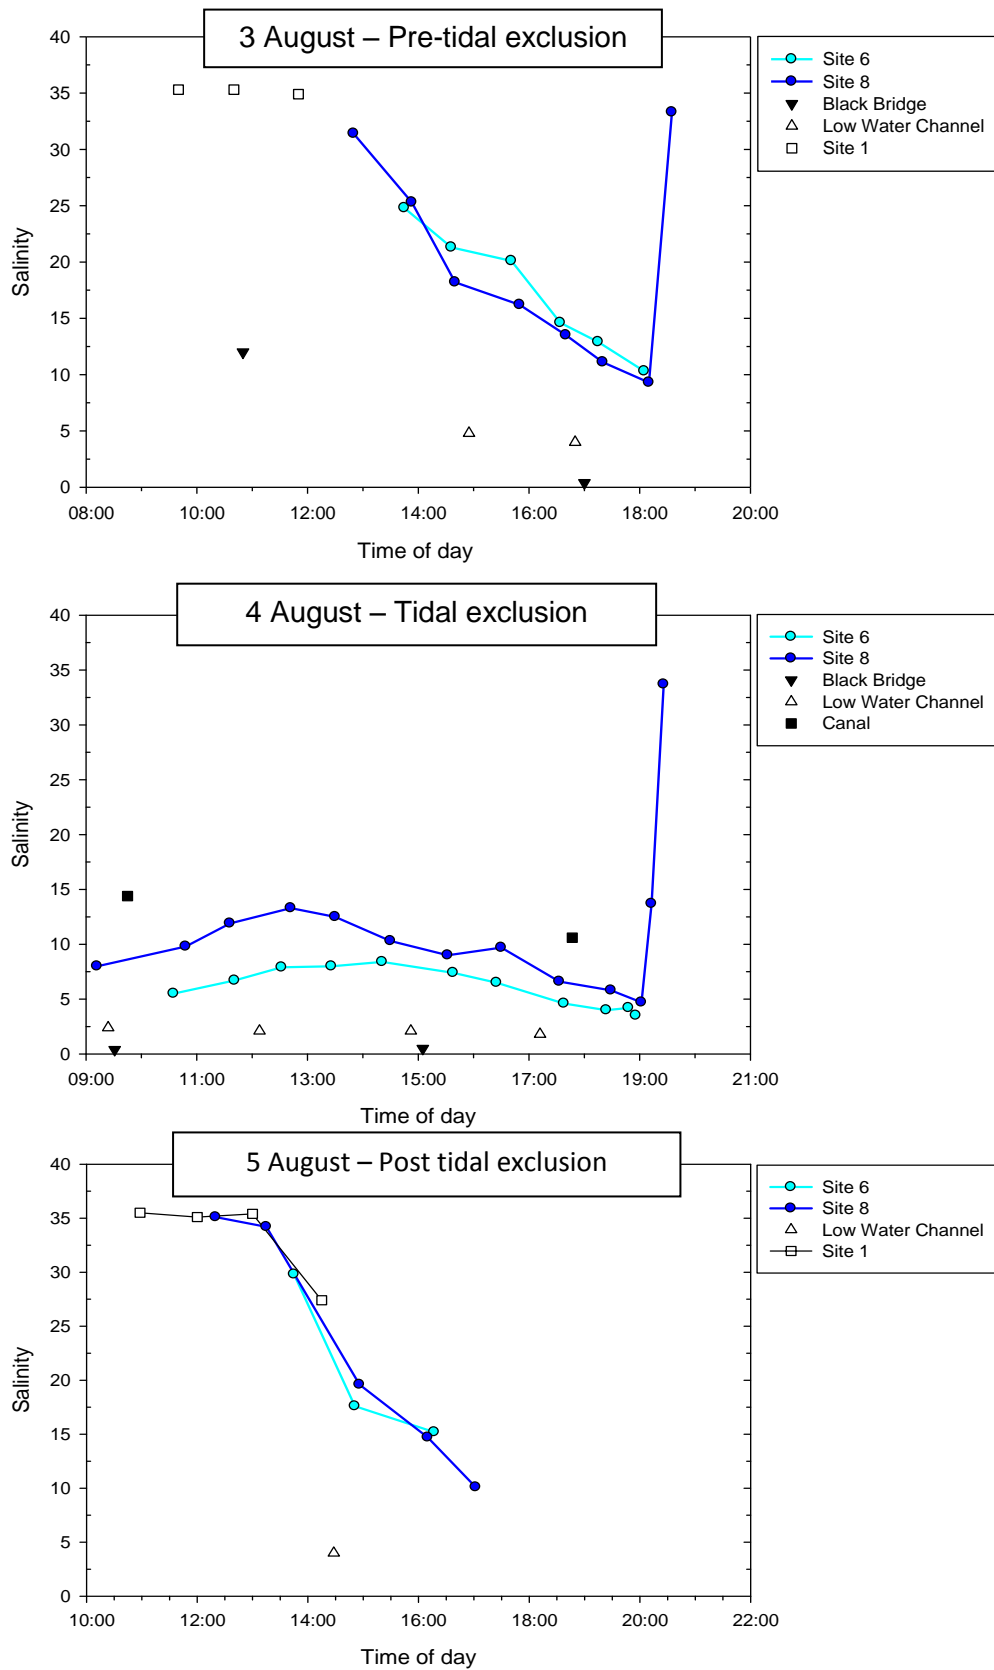 3 August – Pre-tidal exclusion
40
35
30
25
20
15
10
5
0
Salinity
08:00 10:00 12:00 14:00 16:00 18:00 20:00
Time of day
Site 6
Site 8
Black Bridge
Low Water Channel
Site 1
4 August – Tidal exclusion
40
35
30
25
20
15
10
5
0
Salinity
09:00 11:00 13:00 15:00 17:00 19:00 21:00
Time of day
Site 6
Site 8
Black Bridge
Low Water Channel
Canal
5 August – Post tidal exclusion
40
35
30
25
20
15
10
5
0
Salinity
10:00 12:00 14:00 16:00 18:00 20:00 22:00
Time of day
Site 6
Site 8
Low Water Channel
Site 1